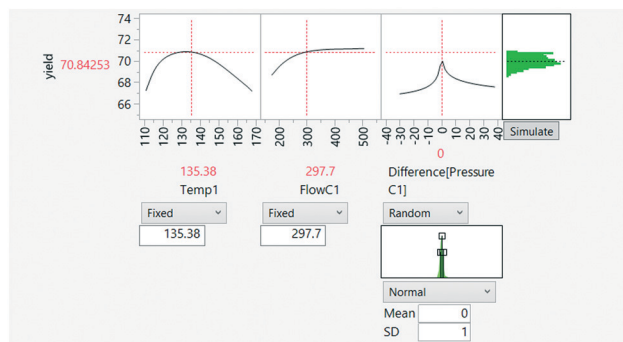 74
72
70
68
66
yield
70.84253
110
120
130
140
150
160
170
200
300
400
500
-40
-30
-20
-10
0
10
20
30
40
Simulate
135.38
Temp1
297.7
FlowC1
0
Difference[Pressure
C1]
Fixed
Fixed
Random
135.38
297.7
Normal
Mean 0
SD 1